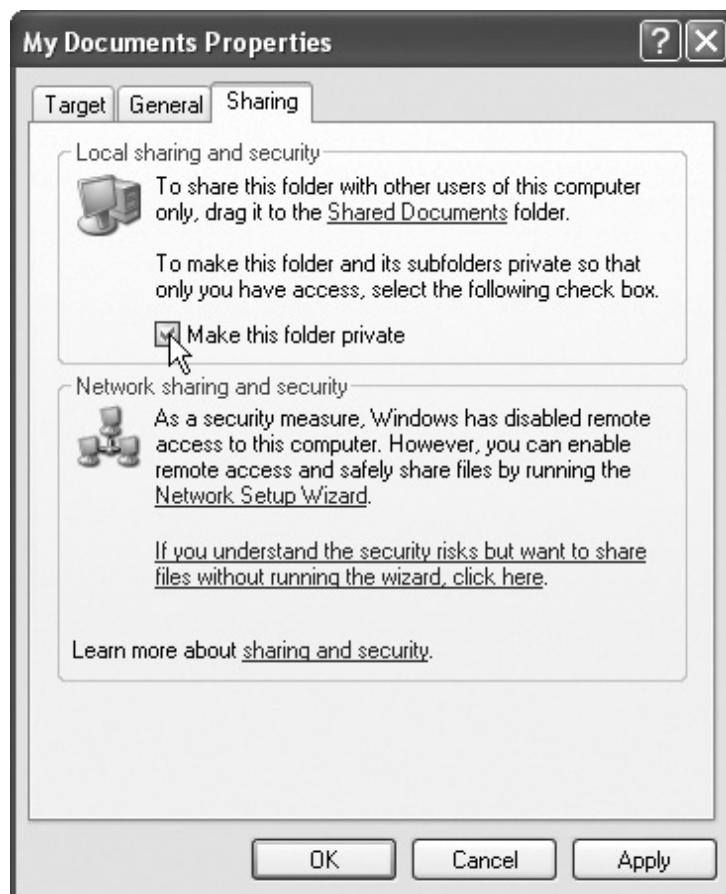 My Documents Properties
Target General Sharing
Local sharing and security
To share this folder with other users of this computer
only, drag it to the Shared Documents folder.
To make this folder and its subfolders private so that
only you have access, select the following check box.
Make this folder private
Network sharing and security
As a security measure, Windows has disabled remote
access to this computer. However, you can enable
remote access and safely share files by running the
Network Setup Wizard.
If you understand the security risks but want to share
files without running the wizard, click here.
Learn more about sharing and security.
OK Cancel Apply